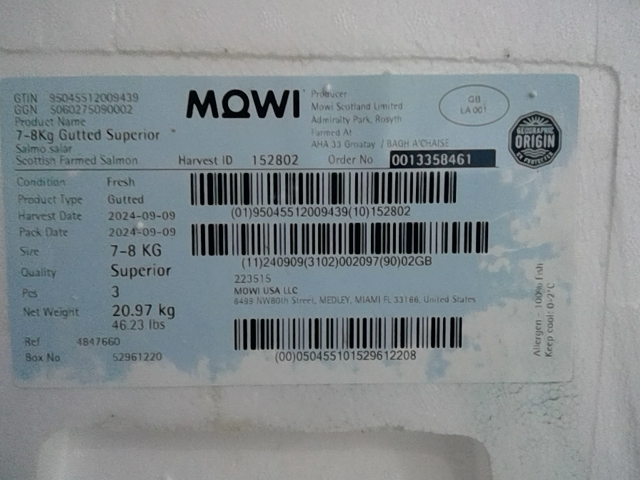 GTIN 95045512009439
GGN 5060275090002
Product Name
7-8Kg Gutted Superior
Salmo salar
Scottish Farmed Salmon
MOWI
Producer
Mowi Scotland Limited
Admiralty Park, Rosyth
Farmed At
AHA 33 Groatay / BAGH A'CHAISE
GB
LA 001
GEOGRAPHIC
ORIGIN
Harvest ID 152802 Order No 0013358461
Condition Fresh
Product Type Gutted
Harvest Date 2024-09-09
Pack Date 2024-09-09
Size 7-8 KG
Quality Superior
Pcs 3
Net Weight 20.97 kg
46.23 lbs
Ref 4847660
Box No 52961220
(01)95045512009439(10)152802
(11)240909(3102)002097(90)02GB
223515
MOWI USA LLC
8499 NW80th Street, MEDLEY, MIAMI FL 33166, United States
(00)050455101529612208
Allergen - 100% Fish
Keep cool: 0-2°C